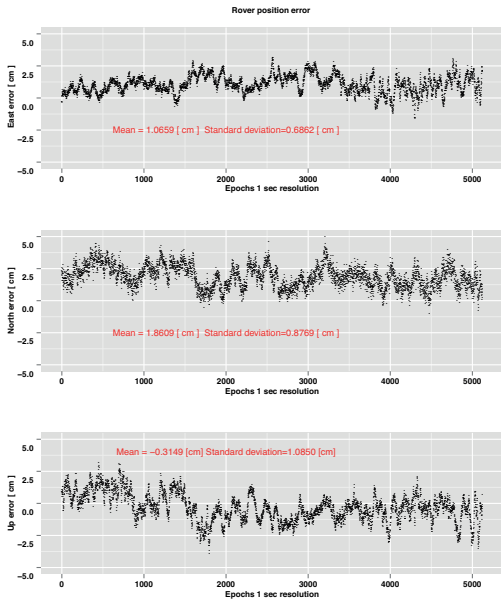 Rover position error
5.0
2.5
0.0
−2.5
−5.0
East error [ cm ]
Mean = 1.0659 [ cm ] Standard deviation=0.6862 [ cm ]
0 1000 2000 3000 4000 5000
Epochs 1 sec resolution
5.0
2.5
0.0
−2.5
−5.0
North error [ cm ]
Mean = 1.8609 [ cm ] Standard deviation=0.8769 [ cm ]
0 1000 2000 3000 4000 5000
Epochs 1 sec resolution
5.0
2.5
0.0
−2.5
−5.0
Up error [ cm ]
Mean = −0.3149 [cm] Standard deviation=1.0850 [cm]
0 1000 2000 3000 4000 5000
Epochs 1 sec resolution